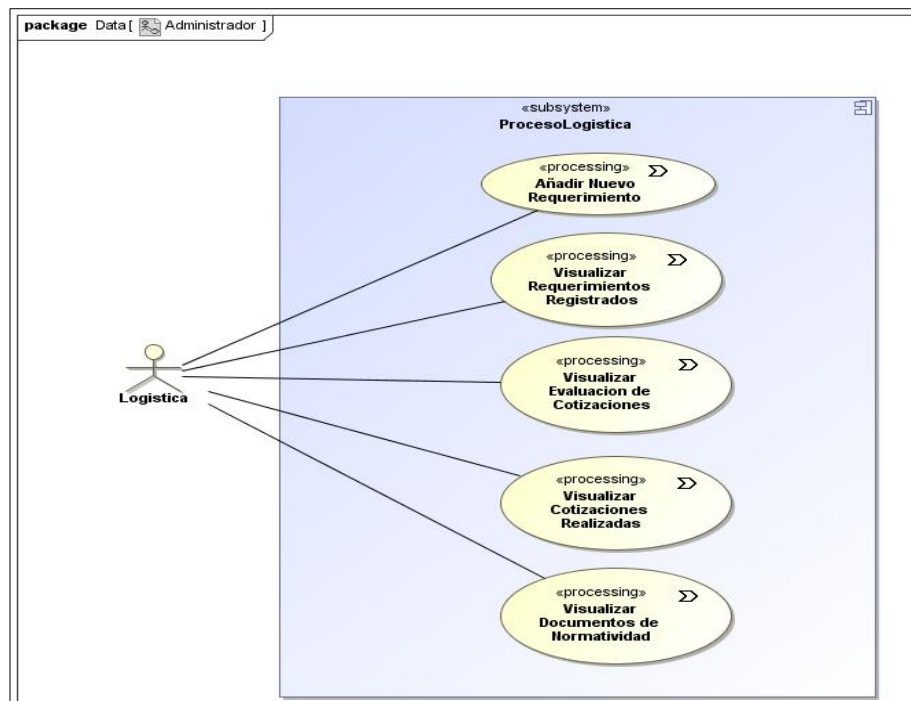 package Data [ Administrador ]
«subsystem»
ProcesoLogistica
«processing»
Añadir Nuevo
Requerimiento
«processing»
Visualizar
Requerimientos
Registrados
«processing»
Visualizar
Evaluacion de
Cotizaciones
Logistica
«processing»
Visualizar
Cotizaciones
Realizadas
«processing»
Visualizar
Documentos de
Normatividad